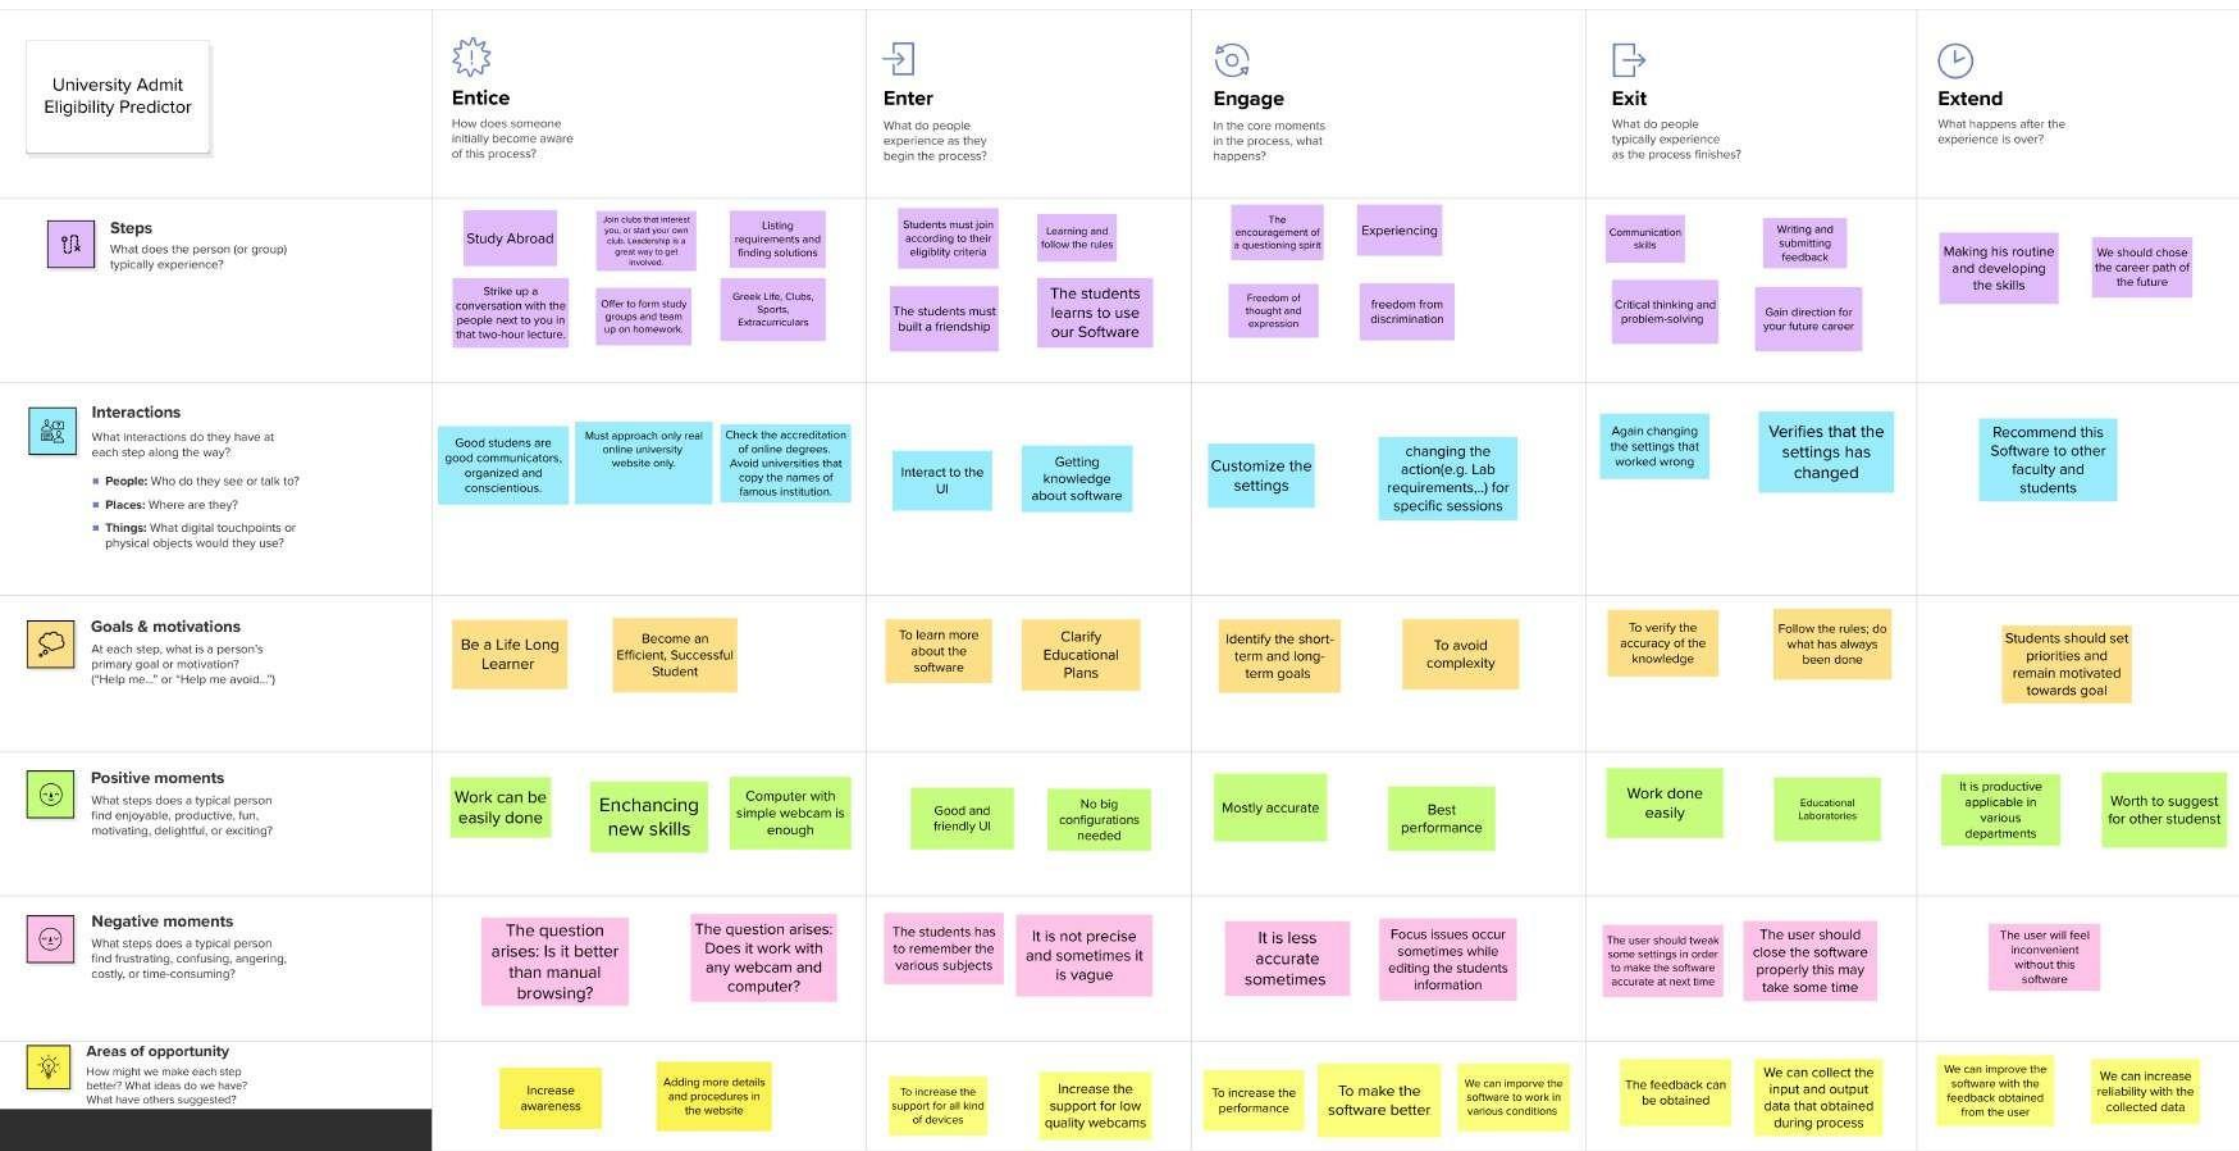 University Admit
Eligibility Predictor
Entice
How does someone
initially become aware
of this process?
Enter
What do people
experience as they
begin the process?
Engage
In the core moments
in the process, what
happens?
Exit
What do people
typically experience
as the process finishes?
Extend
What happens after the
experience is over?
Steps
What does the person (or group)
typically experience?
Study Abroad
Join clubs that interest
you, or start your own
club. Leadership is a
great way to get
involved.
Listing
requirements and
finding solutions
Strike up a
conversation with the
people next to you in
that two-hour lecture.
Offer to form study
groups and team
up on homework.
Greek Life, Clubs,
Sports,
Extracurriculars
Students must join
according to their
eligiblity criteria
Learning and
follow the rules
The students must
built a friendship
The students
learns to use
our Software
The
encouragement of
a questioning spirit
Experiencing
Freedom of
thought and
expression
freedom from
discrimination
Communication
skills
Writing and
submitting
feedback
Critical thinking and
problem-solving
Gain direction for
your future career
Making his routine
and developing
the skills
We should chose
the career path of
the future
Interactions
What interactions do they have at
each step along the way?
People: Who do they see or talk to?
Places: Where are they?
Things: What digital touchpoints or
physical objects would they use?
Good studens are
good communicators,
organized and
conscientious.
Must approach only real
online university
website only.
Check the accreditation
of online degrees.
Avoid universities that
copy the names of
famous institution.
Interact to the
UI
Getting
knowledge
about software
Customize the
settings
changing the
action(e.g. Lab
requirements,..) for
specific sessions
Again changing
the settings that
worked wrong
Verifies that the
settings has
changed
Recommend this
Software to other
faculty and
students
Goals & motivations
At each step, what is a person's
primary goal or motivation?
("Help me..." or "Help me avoid...")
Be a Life Long
Learner
Become an
Efficient, Successful
Student
To learn more
about the
software
Clarify
Educational
Plans
Identify the short-
term and long-
term goals
To avoid
complexity
To verify the
accuracy of the
knowledge
Follow the rules; do
what has always
been done
Students should set
priorities and
remain motivated
towards goal
Positive moments
What steps does a typical person
find enjoyable, productive, fun,
motivating, delightful, or exciting?
Work can be
easily done
Enchancing
new skills
Computer with
simple webcam is
enough
Good and
friendly UI
No big
configurations
needed
Mostly accurate
Best
performance
Work done
easily
Educational
Laboratories
It is productive
applicable in
various
departments
Worth to suggest
for other studenst
Negative moments
What steps does a typical person
find frustrating, confusing, angering,
costly, or time-consuming?
The question
arises: Is it better
than manual
browsing?
The question arises:
Does it work with
any webcam and
computer?
The students has
to remember the
various subjects
It is not precise
and sometimes it
is vague
It is less
accurate
sometimes
Focus issues occur
sometimes while
editing the students
information
The user should tweak
some settings in order
to make the software
accurate at next time
The user should
close the software
properly this may
take some time
The user will feel
inconvenient
without this
software
Areas of opportunity
How might we make each step
better? What ideas do we have?
What have others suggested?
Increase
awareness
Adding more details
and procedures in
the website
To increase the
support for all kind
of devices
Increase the
support for low
quality webcams
To increase the
performance
To make the
software better
We can imporve the
software to work in
various conditions
The feedback can
be obtained
We can collect the
input and output
data that obtained
during process
We can improve the
software with the
feedback obtained
from the user
We can increase
reliability with the
collected data